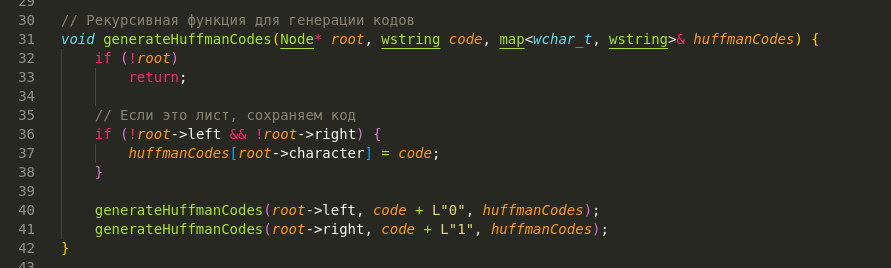 29
30 // Рекурсивная функция для генерации кодов
31 void generateHuffmanCodes(Node* root, wstring code, map<wchar_t, wstring>& huffmanCodes) {
32 if (!root)
33 return;
34
35 // Если это лист, сохраняем код
36 if (!root->left && !root->right) {
37 huffmanCodes[root->character] = code;
38 }
39
40 generateHuffmanCodes(root->left, code + L"0", huffmanCodes);
41 generateHuffmanCodes(root->right, code + L"1", huffmanCodes);
42 }
43